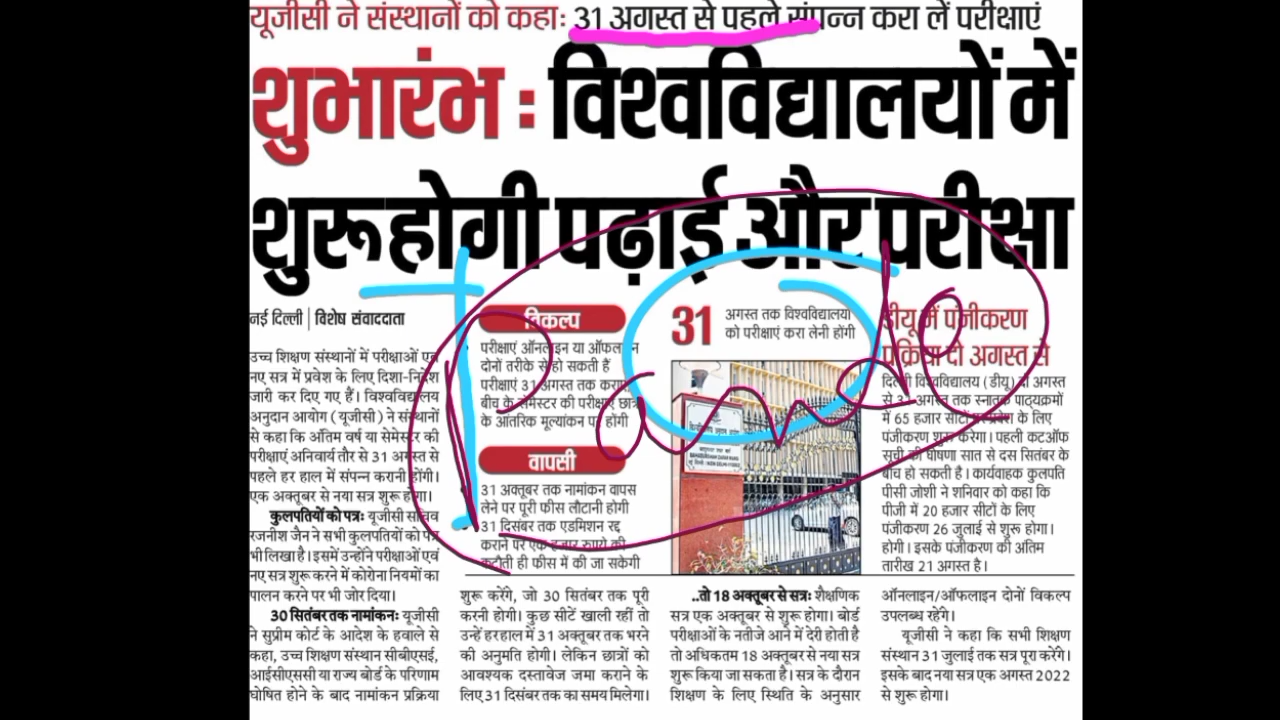 यूजीसी ने संस्थानों को कहा: 31 अगस्त से पहले संपन्न करा लें परीक्षाएं
शुभारंभ : विश्वविद्यालयों में
शुरू होगी पढ़ाई और परीक्षा
नई दिल्ली | विशेष संवाददाता
उच्च शिक्षण संस्थानों में परीक्षाओं एवं
नए सत्र में प्रवेश के लिए दिशा-निर्देश
जारी कर दिए गए हैं। विश्वविद्यालय
अनुदान आयोग (यूजीसी) ने संस्थानों
से कहा कि अंतिम वर्ष या सेमेस्टर की
परीक्षाएं अनिवार्य तौर से 31 अगस्त से
पहले हर हाल में संपन्न करानी होंगी।
एक अक्तूबर से नया सत्र शुरू होगा।
कुलपतियों को पत्र: यूजीसी सचिव
रजनीश जैन ने सभी कुलपतियों को पत्र
भी लिखा है। इसमें उन्होंने परीक्षाओं एवं
नए सत्र शुरू करने में कोरोना नियमों का
पालन करने पर भी जोर दिया।
30 सितंबर तक नामांकन: यूजीसी
ने सुप्रीम कोर्ट के आदेश के हवाले से
कहा, उच्च शिक्षण संस्थान सीबीएसई,
आईसीएससी या राज्य बोर्ड के परिणाम
घोषित होने के बाद नामांकन प्रक्रिया
विकल्प
परीक्षाएं ऑनलाइन या ऑफलाइन
दोनों तरीके से हो सकती हैं
परीक्षाएं 31 अगस्त तक कराएं
बीच के सेमेस्टर की परीक्षाएं छात्रों
के आंतरिक मूल्यांकन पर होंगी
वापसी
31 अक्तूबर तक नामांकन वापस
लेने पर पूरी फीस लौटानी होगी
31 दिसंबर तक एडमिशन रद्द
कराने पर एक हजार रुपये की
कटौती ही फीस में की जा सकेगी
शुरू करेंगे, जो 30 सितंबर तक पूरी
करनी होगी। कुछ सीटें खाली रहीं तो
उन्हें हर हाल में 31 अक्तूबर तक भरने
की अनुमति होगी। लेकिन छात्रों को
आवश्यक दस्तावेज जमा कराने के
लिए 31 दिसंबर तक का समय मिलेगा।
31
अगस्त तक विश्वविद्यालयों
को परीक्षाएं करा लेनी होंगी
Pande
..तो 18 अक्तूबर से सत्र: शैक्षणिक
सत्र एक अक्तूबर से शुरू होगा। बोर्ड
परीक्षाओं के नतीजे आने में देरी होती है
तो अधिकतम 18 अक्तूबर से नया सत्र
शुरू किया जा सकता है। सत्र के दौरान
शिक्षण के लिए स्थिति के अनुसार
डीयू में पंजीकरण
प्रक्रिया दो अगस्त से
दिल्ली विश्वविद्यालय (डीयू) दो अगस्त
से 31 अगस्त तक स्नातक पाठ्यक्रमों
में 65 हजार सीटों पर प्रवेश के लिए
पंजीकरण शुरू करेगा। पहली कटऑफ
सूची की घोषणा सात से दस सितंबर के
बीच हो सकती है। कार्यवाहक कुलपति
पीसी जोशी ने शनिवार को कहा कि
पीजी में 20 हजार सीटों के लिए
पंजीकरण 26 जुलाई से शुरू होगा।
होगी। इसके पंजीकरण की अंतिम
तारीख 21 अगस्त है।
ऑनलाइन/ऑफलाइन दोनों विकल्प
उपलब्ध रहेंगे।
यूजीसी ने कहा कि सभी शिक्षण
संस्थान 31 जुलाई तक सत्र पूरा करेंगे।
इसके बाद नया सत्र एक अगस्त 2022
से शुरू होगा।